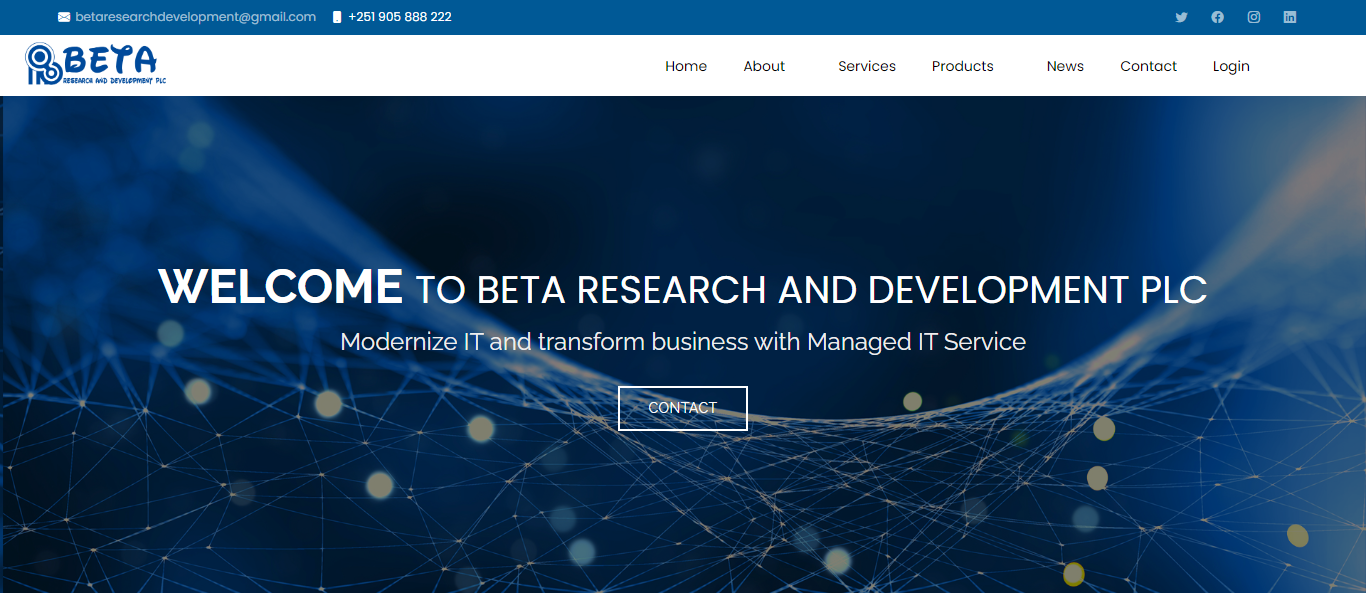 betaresearchdevelopment@gmail.com +251 905 888 222
BETA
RESEARCH AND DEVELOPMENT PLC
Home About Services Products News Contact Login
WELCOME TO BETA RESEARCH AND DEVELOPMENT PLC
Modernize IT and transform business with Managed IT Service
CONTACT